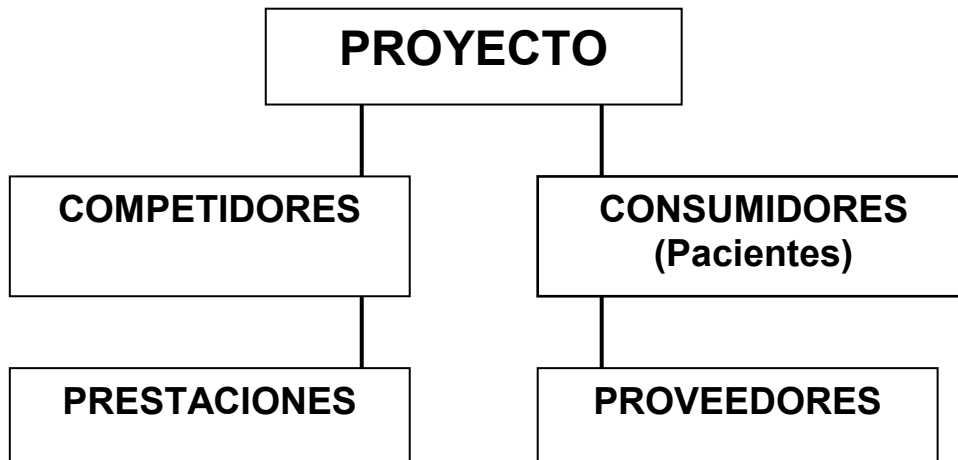 PROYECTO
COMPETIDORES
CONSUMIDORES
(Pacientes)
PRESTACIONES
PROVEEDORES